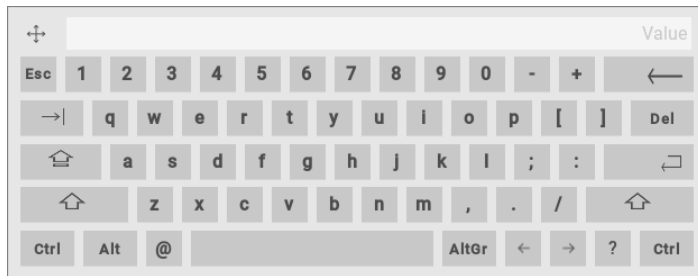 Value
Esc 1 2 3 4 5 6 7 8 9 0 - + ←
→| q w e r t y u i o p [ ] Del
a s d f g h j k l ; :
z x c v b n m , . /
Ctrl Alt @ AltGr ← → ? Ctrl